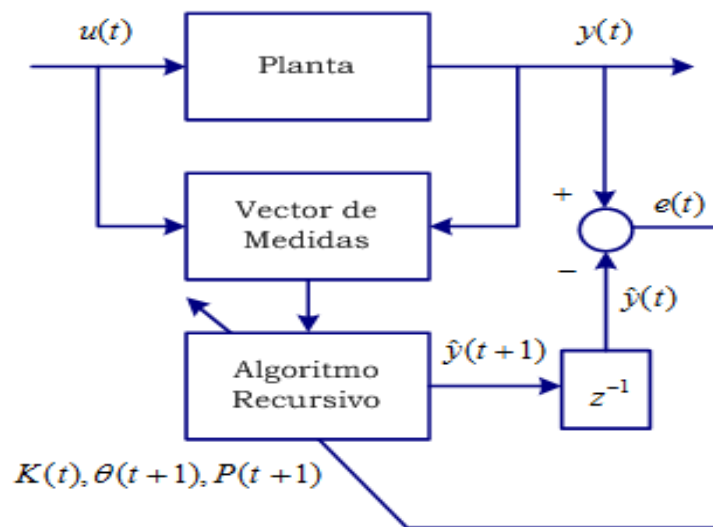 u(t)
y(t)
Planta
Vector de
Medidas
+
e(t)
−
ŷ(t)
ŷ(t+1)
Algoritmo
Recursivo
z⁻¹
K(t),θ(t+1),P(t+1)